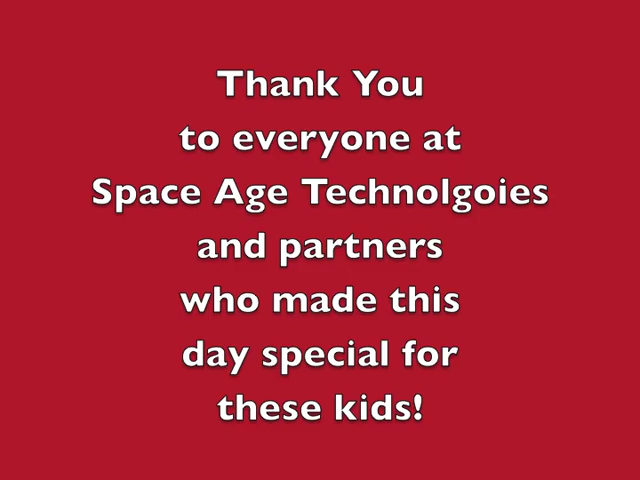 Thank You
to everyone at
Space Age Technolgoies
and partners
who made this
day special for
these kids!